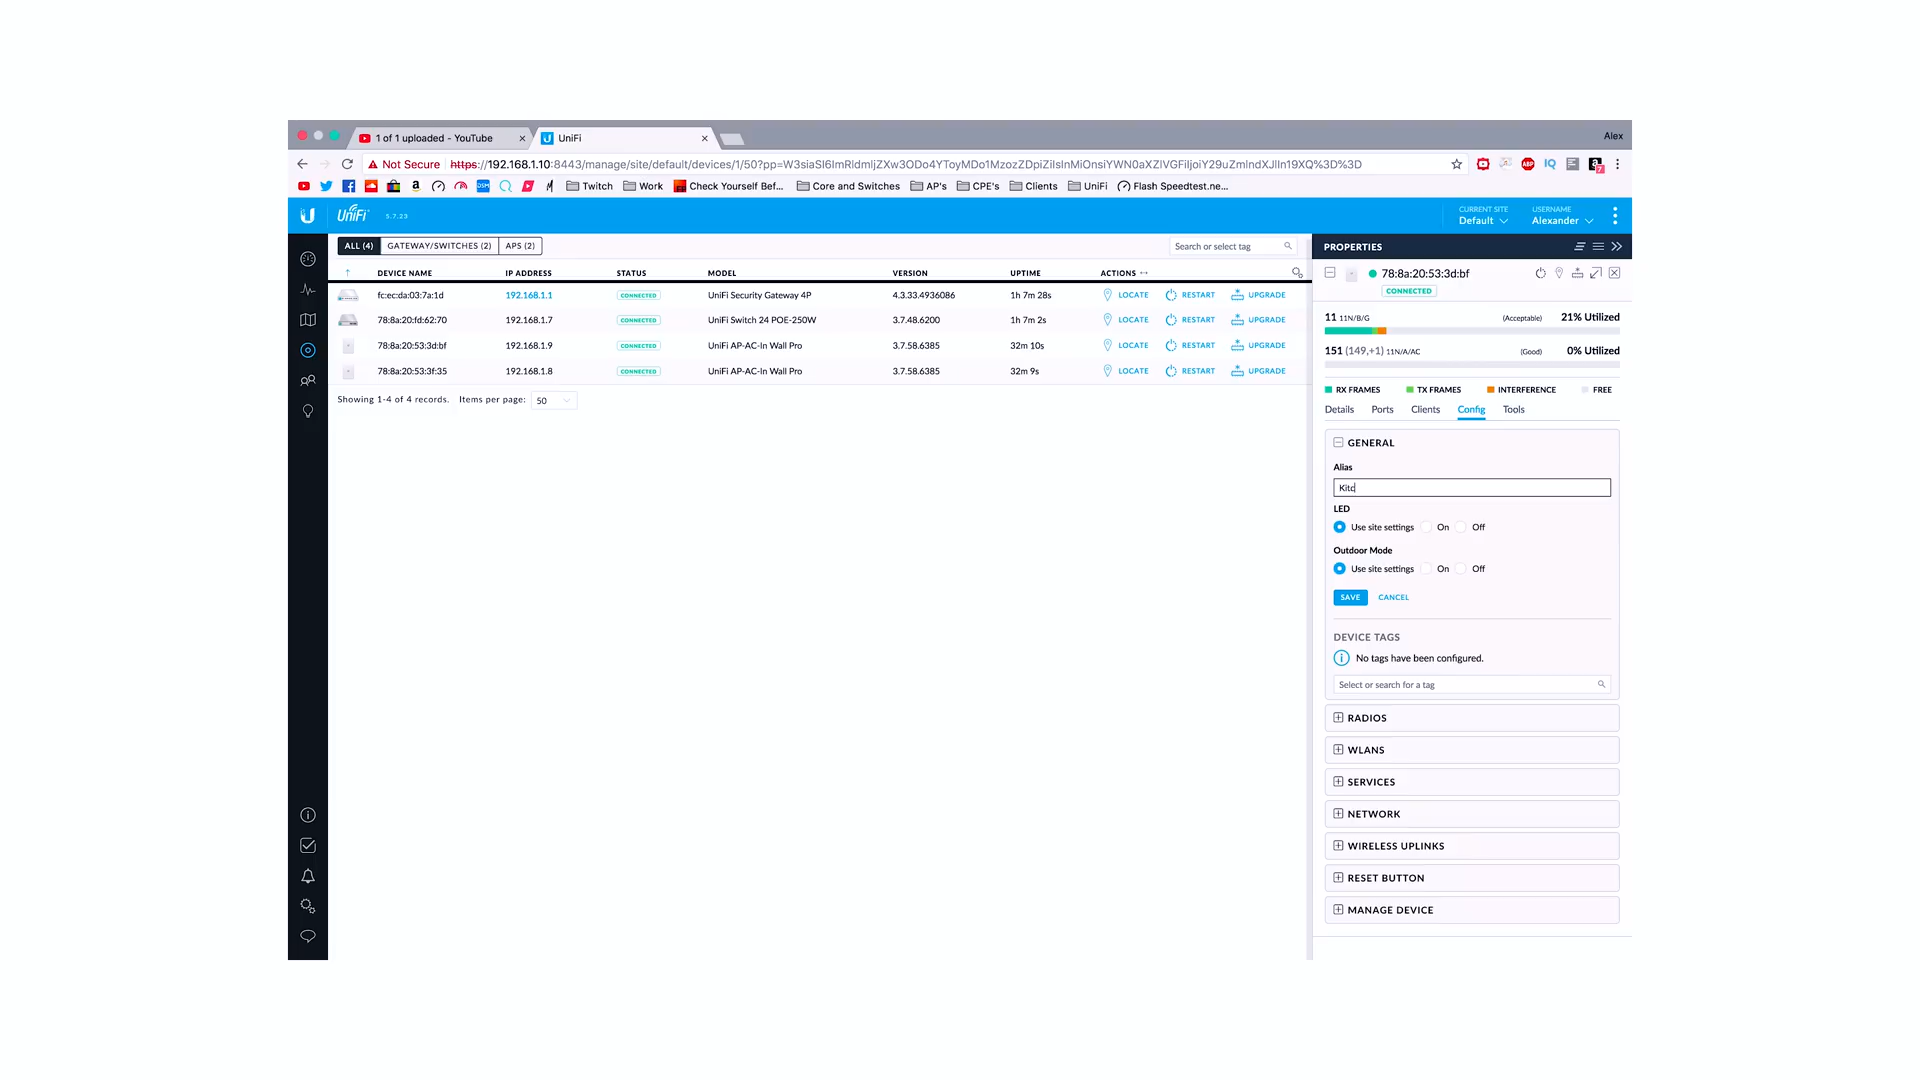 1 of 1 uploaded - YouTube
UniFi
Alex
Not Secure
https://192.168.1.10:8443/manage/site/default/devices/1/50?pp=W3siaSI6ImRldmljZXw3ODo4YToyMDo1MzozZDpiZiIsInMiOnsiYWN0aXZlVGFiIjoiY29uZmlndXJlIn19XQ%3D%3D
Twitch
Work
Check Yourself Bef...
Core and Switches
AP's
CPE's
Clients
UniFi
Flash Speedtest.ne...
UniFi
5.7.23
CURRENT SITE
Default
USERNAME
Alexander
ALL (4)
GATEWAY/SWITCHES (2)
APS (2)
Search or select tag
DEVICE NAME IP ADDRESS STATUS MODEL VERSION UPTIME ACTIONS
fc:ec:da:03:7a:1d 192.168.1.1 CONNECTED UniFi Security Gateway 4P 4.3.33.4936086 1h 7m 28s LOCATE RESTART UPGRADE
78:8a:20:fd:62:70 192.168.1.7 CONNECTED UniFi Switch 24 POE-250W 3.7.48.6200 1h 7m 2s LOCATE RESTART UPGRADE
78:8a:20:53:3d:bf 192.168.1.9 CONNECTED UniFi AP-AC-In Wall Pro 3.7.58.6385 32m 10s LOCATE RESTART UPGRADE
78:8a:20:53:3f:35 192.168.1.8 CONNECTED UniFi AP-AC-In Wall Pro 3.7.58.6385 32m 9s LOCATE RESTART UPGRADE
Showing 1-4 of 4 records. Items per page: 50
PROPERTIES
78:8a:20:53:3d:bf
CONNECTED
11 11N/B/G (Acceptable) 21% Utilized
151 (149,+1) 11N/A/AC (Good) 0% Utilized
RX FRAMES TX FRAMES INTERFERENCE FREE
Details Ports Clients Config Tools
GENERAL
Alias
Kitc
LED
Use site settings On Off
Outdoor Mode
Use site settings On Off
SAVE CANCEL
DEVICE TAGS
No tags have been configured.
Select or search for a tag
RADIOS
WLANS
SERVICES
NETWORK
WIRELESS UPLINKS
RESET BUTTON
MANAGE DEVICE